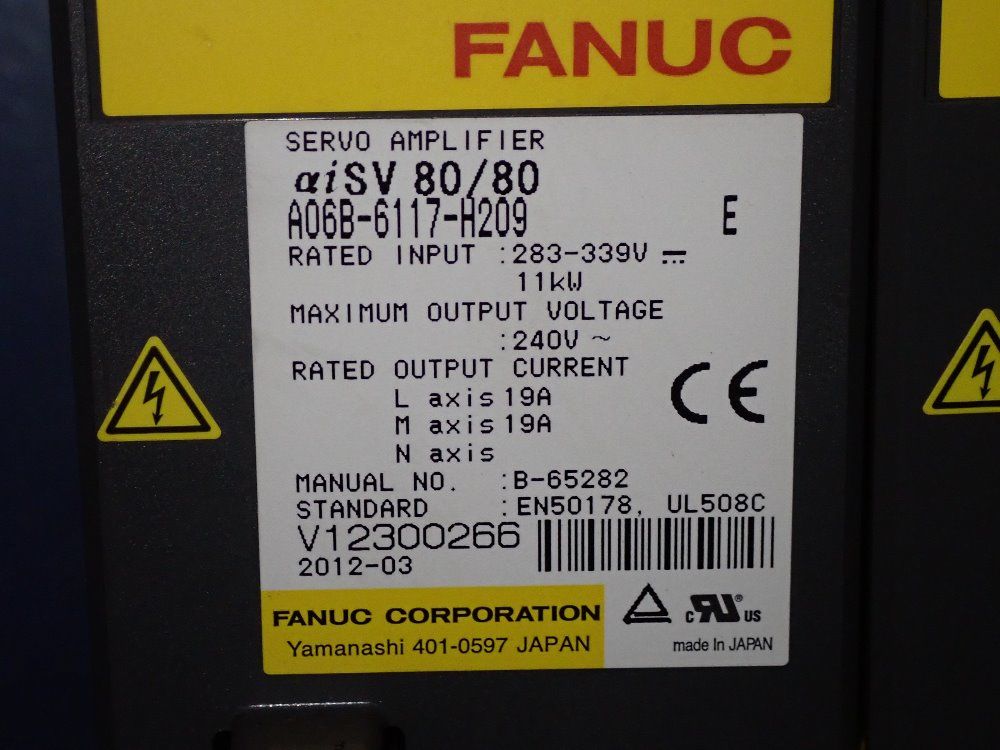 FANUC
SERVO AMPLIFIER
αiSV 80/80
A06B-6117-H209 E
RATED INPUT :283-339V ⎓
11kW
MAXIMUM OUTPUT VOLTAGE
:240V ~
RATED OUTPUT CURRENT
L axis 19A
M axis 19A
N axis
MANUAL NO. :B-65282
STANDARD :EN50178, UL508C
V12300266
2012-03
CE
FANUC CORPORATION
Yamanashi 401-0597 JAPAN
c RU ® US
made In JAPAN